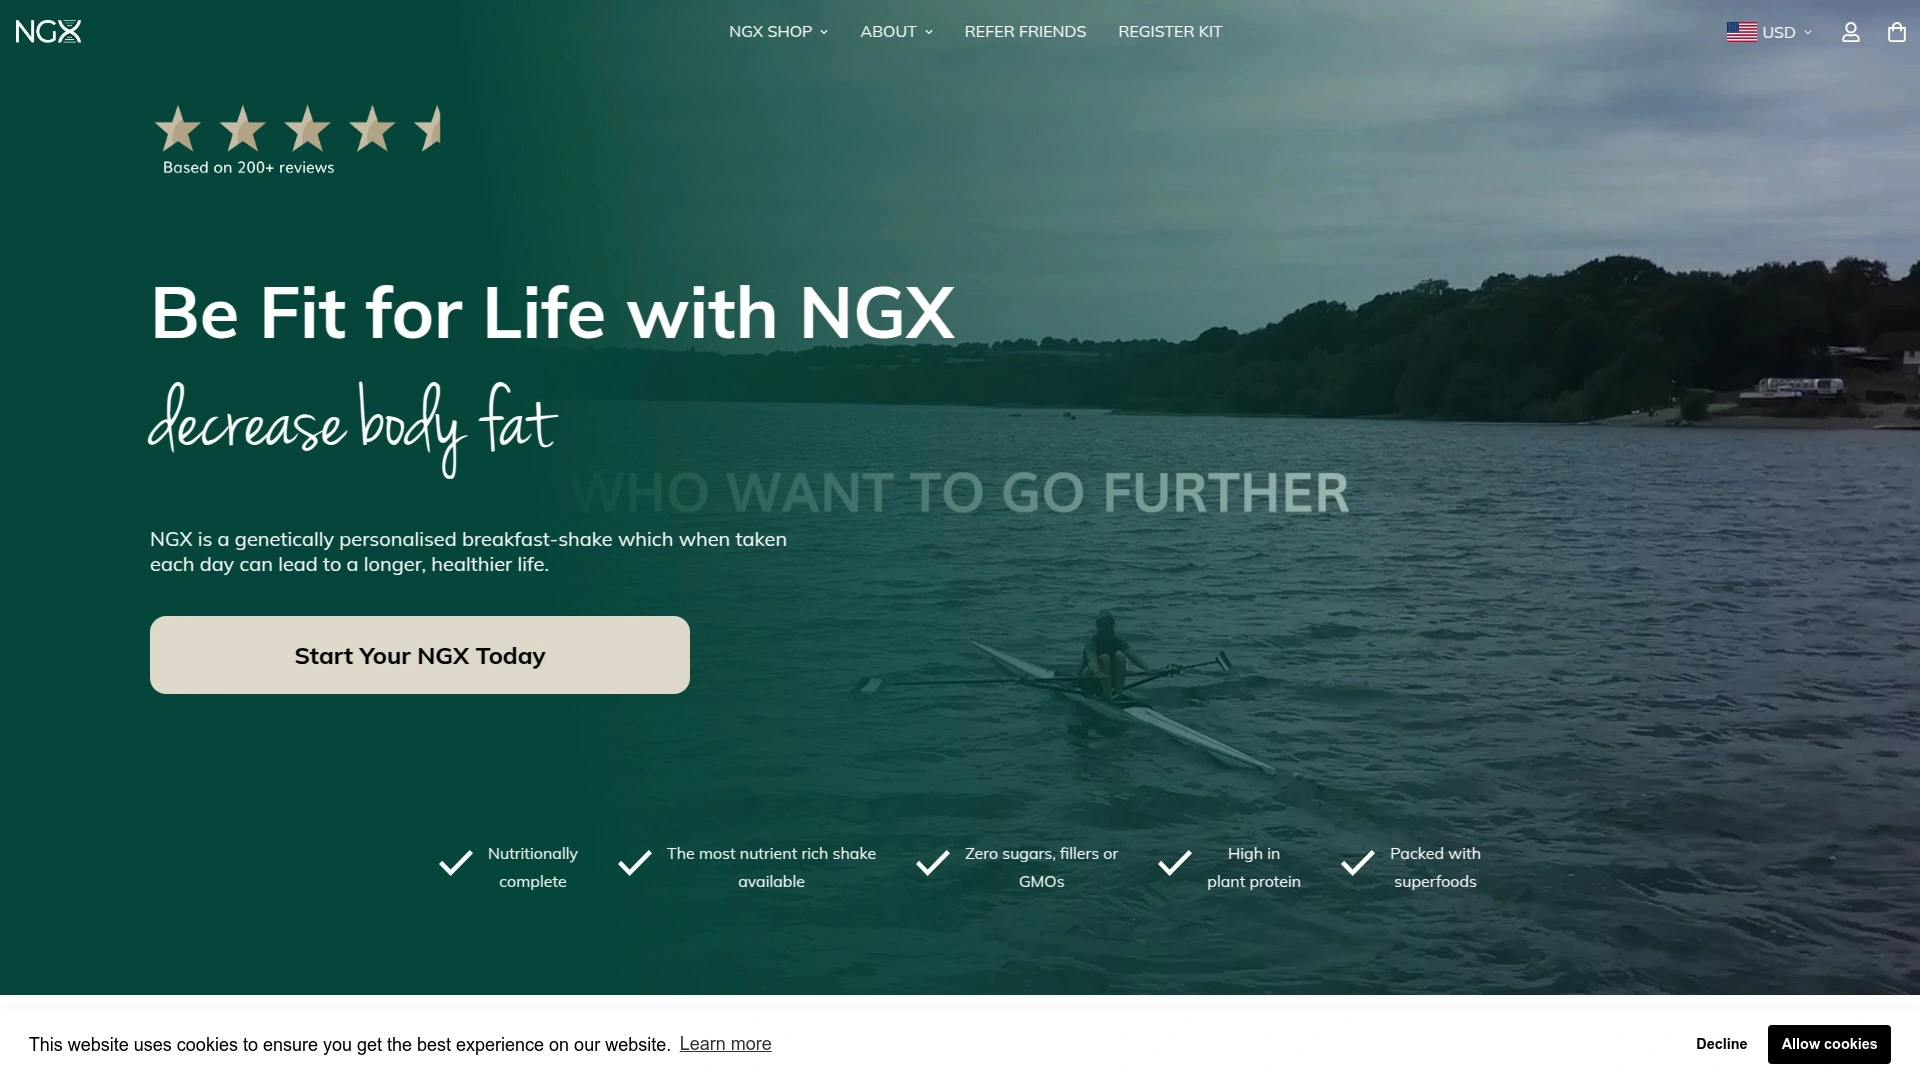 NGX
NGX SHOP
ABOUT
REFER FRIENDS
REGISTER KIT
USD
Based on 200+ reviews
Be Fit for Life with NGX
decrease body fat
WHO WANT TO GO FURTHER
NGX is a genetically personalised breakfast-shake which when taken
each day can lead to a longer, healthier life.
Start Your NGX Today
Nutritionally
complete
The most nutrient rich shake
available
Zero sugars, fillers or
GMOs
High in
plant protein
Packed with
superfoods
This website uses cookies to ensure you get the best experience on our website. Learn more
Decline
Allow cookies